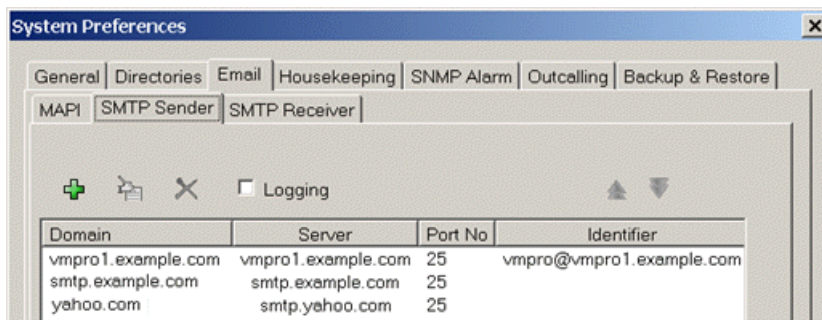 System Preferences
General Directories Email Housekeeping SNMP Alarm Outcalling Backup & Restore
MAPI SMTP Sender SMTP Receiver
Logging
Domain Server Port No Identifier
vmpro1.example.com vmpro1.example.com 25 vmpro@vmpro1.example.com
smtp.example.com smtp.example.com 25
yahoo.com smtp.yahoo.com 25